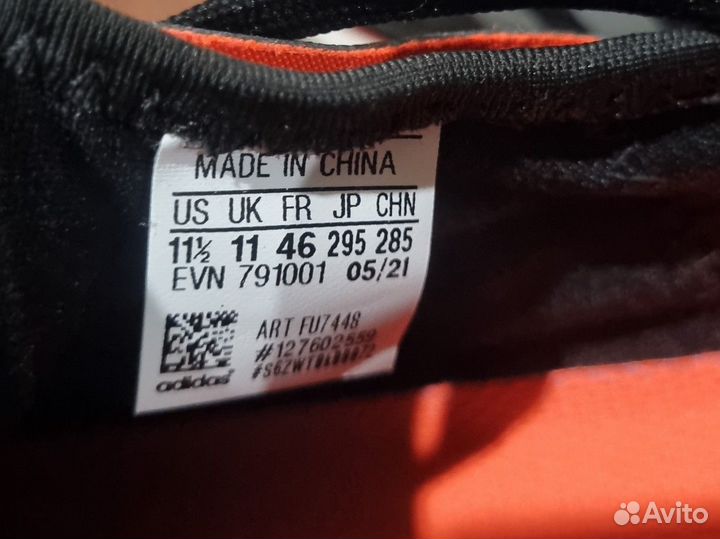 MADE IN CHINA
US UK FR JP CHN
11½ 11 46 295 285
EVN 791001 05/21
ART FU7448
#127602559
adidas
Avito